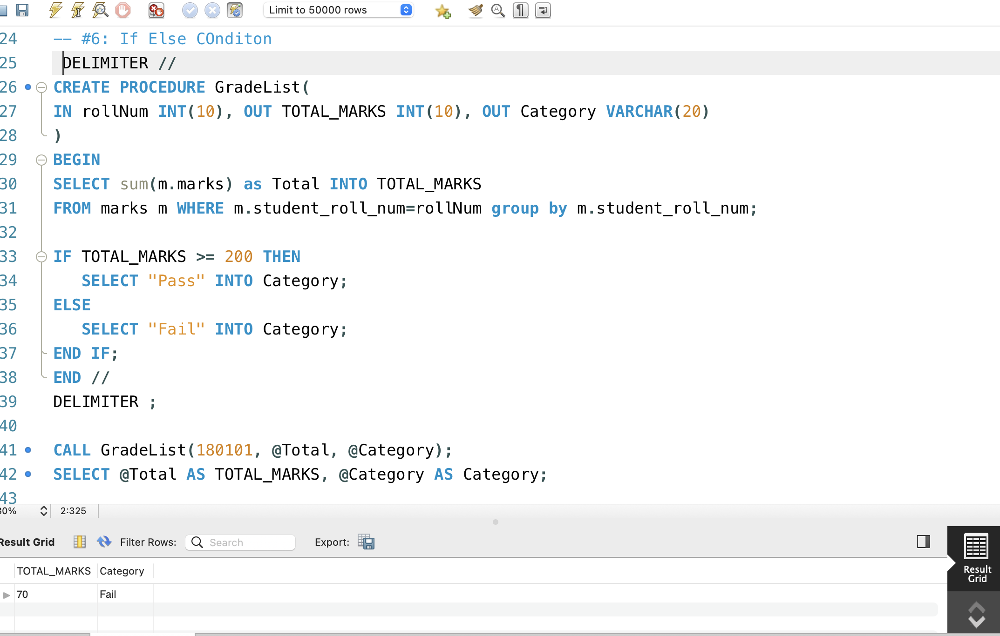 Limit to 50000 rows
24 -- #6: If Else COnditon
25 DELIMITER //
26 CREATE PROCEDURE GradeList(
27 IN rollNum INT(10), OUT TOTAL_MARKS INT(10), OUT Category VARCHAR(20)
28 )
29 BEGIN
30 SELECT sum(m.marks) as Total INTO TOTAL_MARKS
31 FROM marks m WHERE m.student_roll_num=rollNum group by m.student_roll_num;
32
33 IF TOTAL_MARKS >= 200 THEN
34 SELECT "Pass" INTO Category;
35 ELSE
36 SELECT "Fail" INTO Category;
37 END IF;
38 END //
39 DELIMITER ;
40
41 CALL GradeList(180101, @Total, @Category);
42 SELECT @Total AS TOTAL_MARKS, @Category AS Category;
43
2:325
Result Grid Filter Rows: Search Export:
TOTAL_MARKS Category
70 Fail
Result
Grid